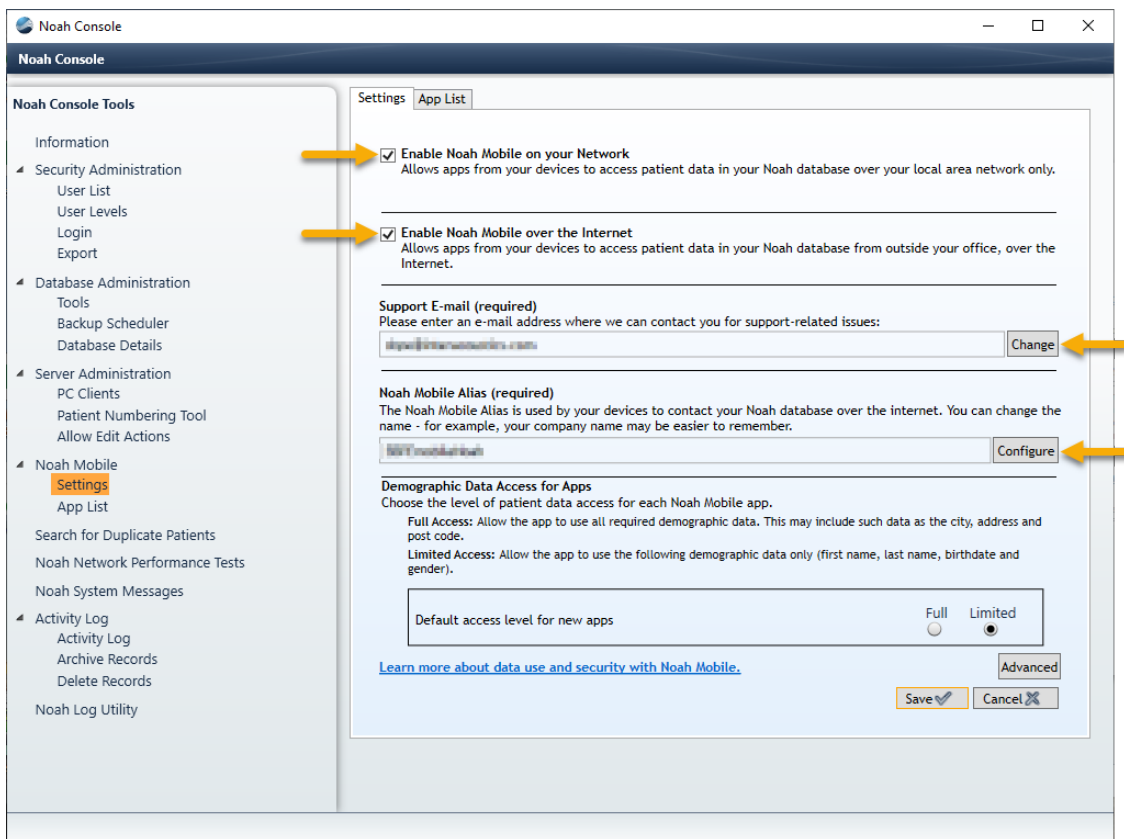 Noah Console
Noah Console
Noah Console Tools
Information
Security Administration
User List
User Levels
Login
Export
Database Administration
Tools
Backup Scheduler
Database Details
Server Administration
PC Clients
Patient Numbering Tool
Allow Edit Actions
Noah Mobile
Settings
App List
Search for Duplicate Patients
Noah Network Performance Tests
Noah System Messages
Activity Log
Activity Log
Archive Records
Delete Records
Noah Log Utility
Settings App List
Enable Noah Mobile on your Network
Allows apps from your devices to access patient data in your Noah database over your local area network only.
Enable Noah Mobile over the Internet
Allows apps from your devices to access patient data in your Noah database from outside your office, over the
Internet.
Support E-mail (required)
Please enter an e-mail address where we can contact you for support-related issues:
Change
Noah Mobile Alias (required)
The Noah Mobile Alias is used by your devices to contact your Noah database over the internet. You can change the
name - for example, your company name may be easier to remember.
Configure
Demographic Data Access for Apps
Choose the level of patient data access for each Noah Mobile app.
Full Access: Allow the app to use all required demographic data. This may include such data as the city, address and
post code.
Limited Access: Allow the app to use the following demographic data only (first name, last name, birthdate and
gender).
Default access level for new apps Full Limited
Learn more about data use and security with Noah Mobile. Advanced
Save Cancel